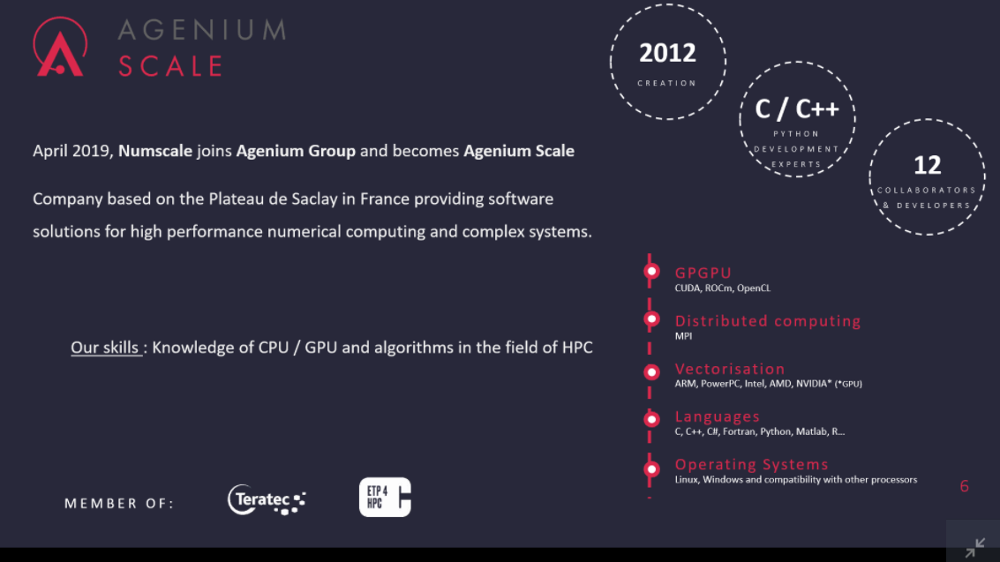 AGENIUM
SCALE
2012
CREATION
C / C++
PYTHON
DEVELOPMENT
EXPERTS
12
COLLABORATORS
& DEVELOPERS
April 2019, Numscale joins Agenium Group and becomes Agenium Scale
Company based on the Plateau de Saclay in France providing software
solutions for high performance numerical computing and complex systems.
Our skills : Knowledge of CPU / GPU and algorithms in the field of HPC
GPGPU
CUDA, ROCm, OpenCL
Distributed computing
MPI
Vectorisation
ARM, PowerPC, Intel, AMD, NVIDIA* (*GPU)
Languages
C, C++, C#, Fortran, Python, Matlab, R...
Operating Systems
Linux, Windows and compatibility with other processors
MEMBER OF:
Teratec
ETP 4
HPC
6